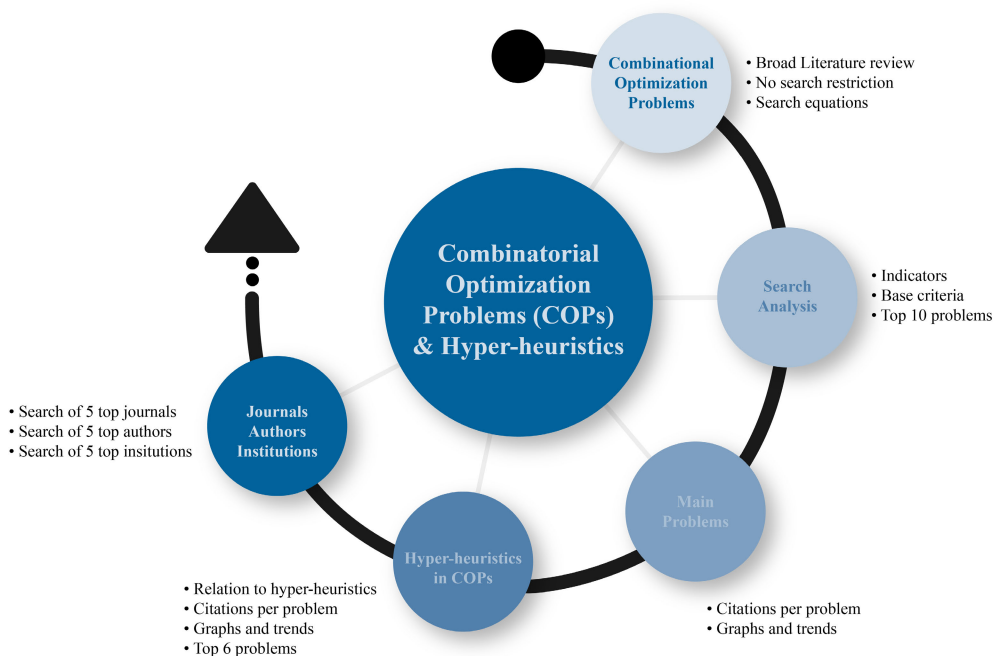 Combinational
Optimization
Problems
• Broad Literature review
• No search restriction
• Search equations
Combinatorial
Optimization
Problems (COPs)
& Hyper-heuristics
Search
Analysis
• Indicators
• Base criteria
• Top 10 problems
Main
Problems
• Citations per problem
• Graphs and trends
Hyper-heuristics
in COPs
• Relation to hyper-heuristics
• Citations per problem
• Graphs and trends
• Top 6 problems
Journals
Authors
Institutions
• Search of 5 top journals
• Search of 5 top authors
• Search of 5 top insitutions